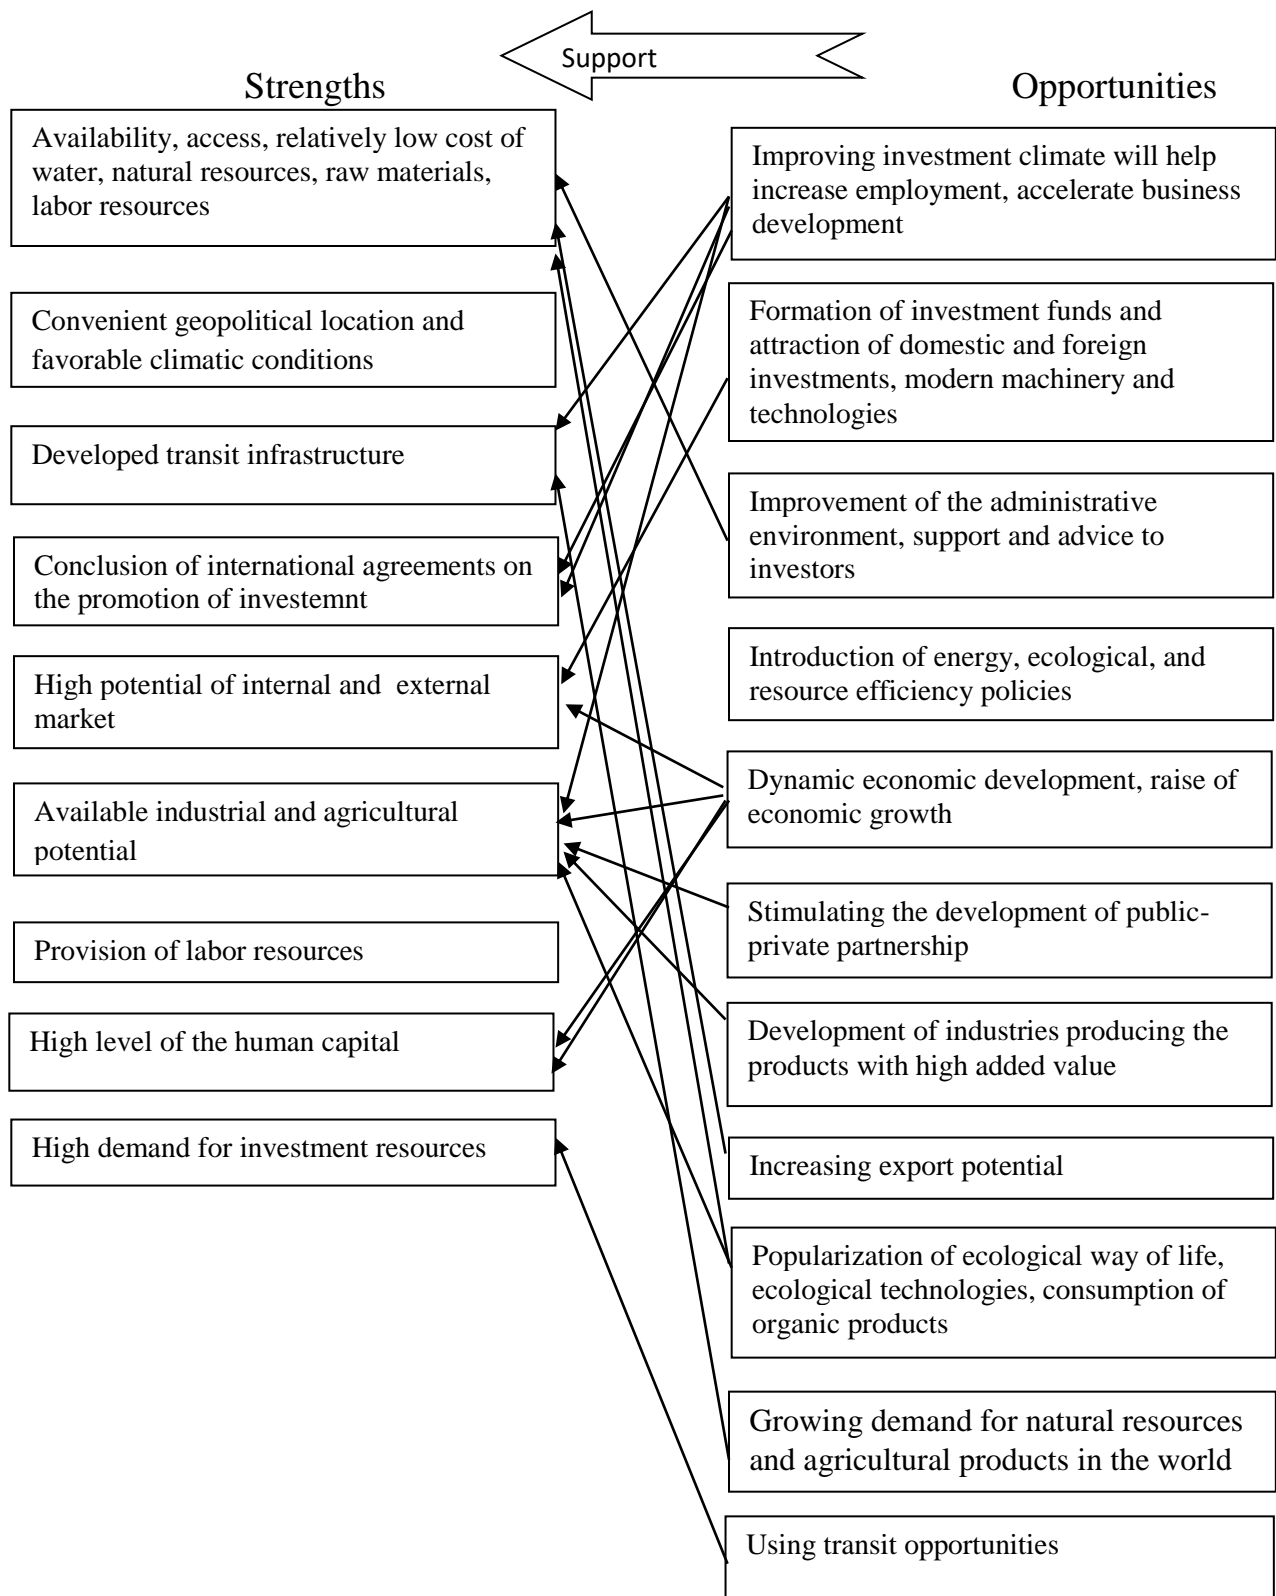 Support
Strengths
Opportunities
Availability, access, relatively low cost of
water, natural resources, raw materials,
labor resources
Convenient geopolitical location and
favorable climatic conditions
Developed transit infrastructure
Conclusion of international agreements on
the promotion of investemnt
High potential of internal and external
market
Available industrial and agricultural
potential
Provision of labor resources
High level of the human capital
High demand for investment resources
Improving investment climate will help
increase employment, accelerate business
development
Formation of investment funds and
attraction of domestic and foreign
investments, modern machinery and
technologies
Improvement of the administrative
environment, support and advice to
investors
Introduction of energy, ecological, and
resource efficiency policies
Dynamic economic development, raise of
economic growth
Stimulating the development of public-
private partnership
Development of industries producing the
products with high added value
Increasing export potential
Popularization of ecological way of life,
ecological technologies, consumption of
organic products
Growing demand for natural resources
and agricultural products in the world
Using transit opportunities